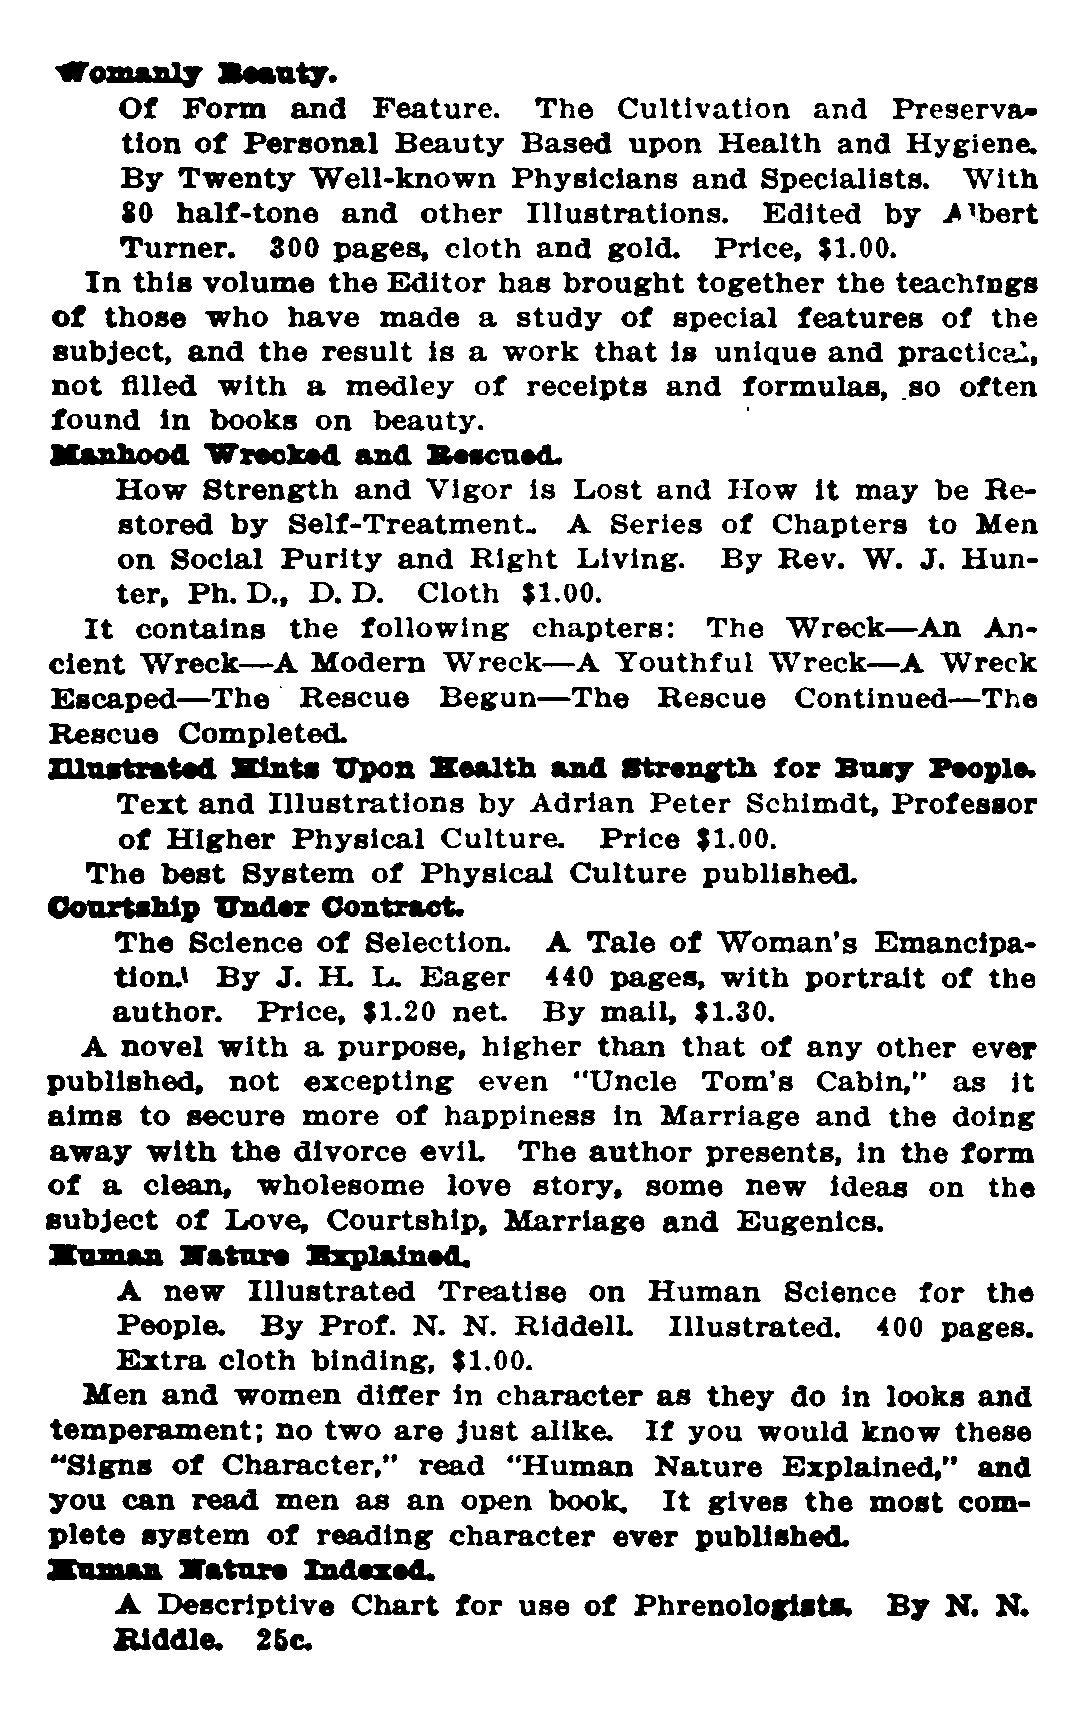 Womanly Beauty.
Of Form and Feature. The Cultivation and Preserva-
tion of Personal Beauty Based upon Health and Hygiene.
By Twenty Well-known Physicians and Specialists. With
80 half-tone and other Illustrations. Edited by Albert
Turner. 300 pages, cloth and gold. Price, $1.00.
In this volume the Editor has brought together the teachings
of those who have made a study of special features of the
subject, and the result is a work that is unique and practical,
not filled with a medley of receipts and formulas, so often
found in books on beauty.
Manhood Wrecked and Rescued.
How Strength and Vigor is Lost and How it may be Re-
stored by Self-Treatment. A Series of Chapters to Men
on Social Purity and Right Living. By Rev. W. J. Hun-
ter, Ph. D., D. D. Cloth $1.00.
It contains the following chapters: The Wreck—An An-
cient Wreck—A Modern Wreck—A Youthful Wreck—A Wreck
Escaped—The Rescue Begun—The Rescue Continued—The
Rescue Completed.
Illustrated Hints Upon Health and Strength for Busy People.
Text and Illustrations by Adrian Peter Schimdt, Professor
of Higher Physical Culture. Price $1.00.
The best System of Physical Culture published.
Courtship Under Contract.
The Science of Selection. A Tale of Woman's Emancipa-
tion. By J. H. L. Eager 440 pages, with portrait of the
author. Price, $1.20 net. By mail, $1.30.
A novel with a purpose, higher than that of any other ever
published, not excepting even "Uncle Tom's Cabin," as it
aims to secure more of happiness in Marriage and the doing
away with the divorce evil. The author presents, in the form
of a clean, wholesome love story, some new ideas on the
subject of Love, Courtship, Marriage and Eugenics.
Human Nature Explained.
A new Illustrated Treatise on Human Science for the
People. By Prof. N. N. Riddell. Illustrated. 400 pages.
Extra cloth binding, $1.00.
Men and women differ in character as they do in looks and
temperament; no two are just alike. If you would know these
"Signs of Character," read "Human Nature Explained," and
you can read men as an open book. It gives the most com-
plete system of reading character ever published.
Human Nature Indexed.
A Descriptive Chart for use of Phrenologists. By N. N.
Riddle. 25c.